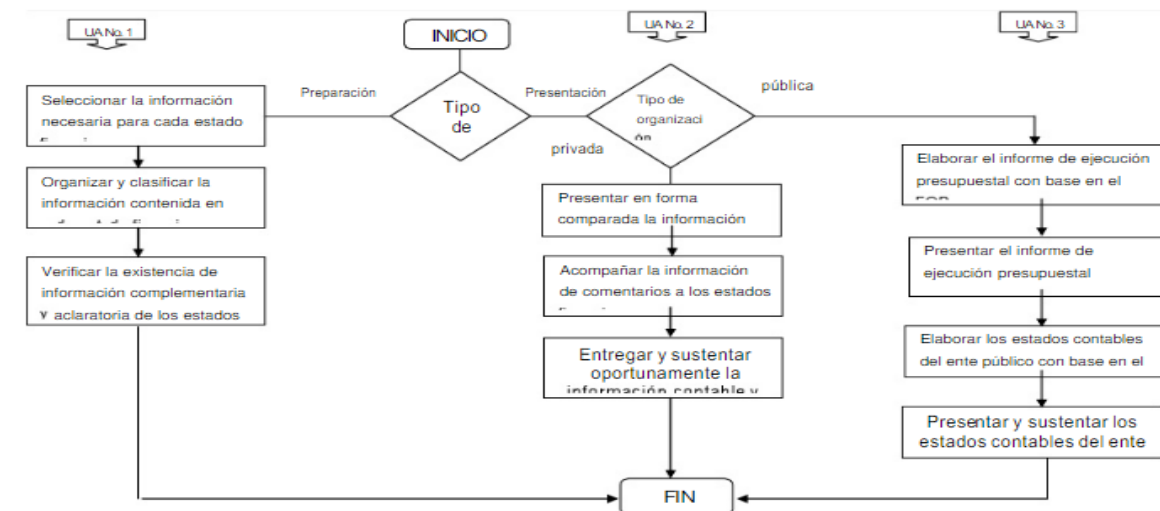 UA No. 1
INICIO
UA No. 2
UA No. 3
Preparación
Tipo
de
Presentación
Tipo de
organizaci
ón
pública
privada
Seleccionar la información
necesaria para cada estado
Organizar y clasificar la
información contenida en
Verificar la existencia de
información complementaria
y aclaratoria de los estados
Presentar en forma
comparada la información
Acompañar la información
de comentarios a los estados
Entregar y sustentar
oportunamente la
información contable y
Elaborar el informe de ejecución
presupuestal con base en el
Presentar el informe de
ejecución presupuestal
Elaborar los estados contables
del ente público con base en el
Presentar y sustentar los
estados contables del ente
FIN